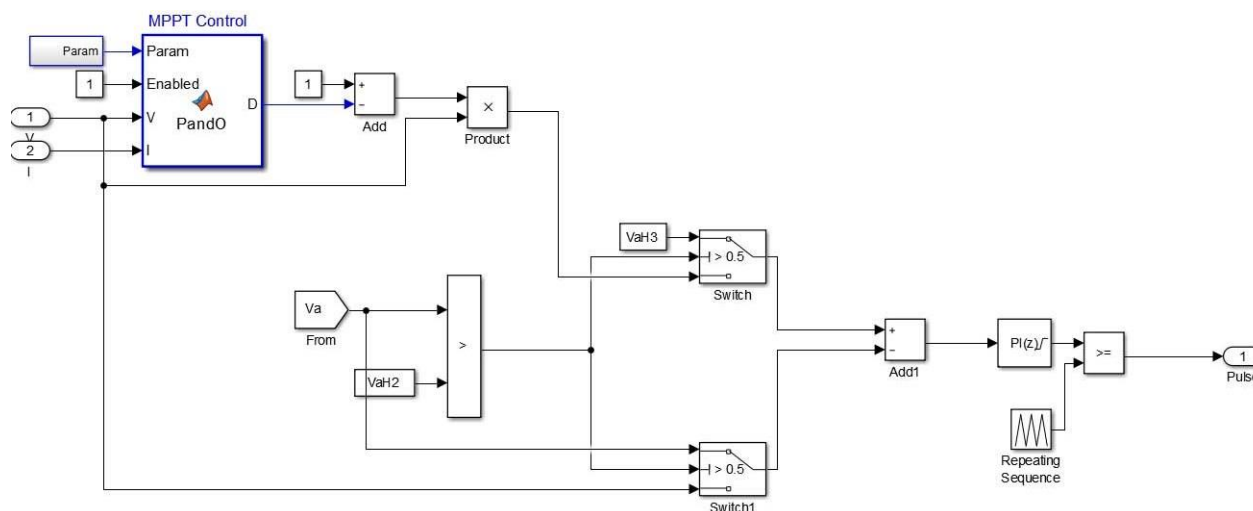 MPPT Control
Param
Param
1
Enabled
1
V
V
2
I
I
PandO
D
1
+
−
Add
×
Product
VaH3
> 0.5
Switch
Va
From
VaH2
>
+
−
Add1
PI(z)
>=
1
Pulse
Repeating
Sequence
> 0.5
Switch1